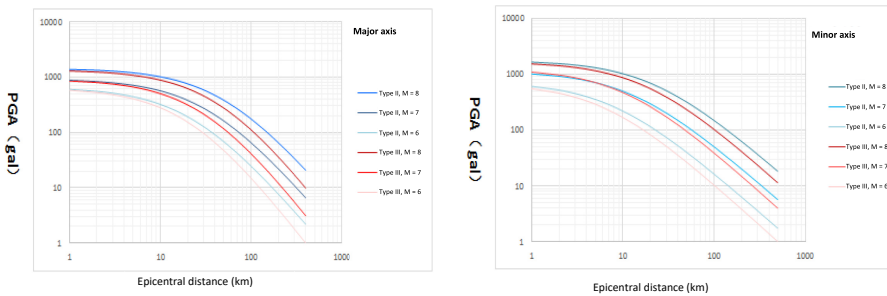 Major axis
10000
1000
100
10
1
1
10
100
1000
PGA ( gal)
Epicentral distance (km)
Type II, M = 8
Type II, M = 7
Type II, M = 6
Type III, M = 8
Type III, M = 7
Type III, M = 6
Minor axis
10000
1000
100
10
1
1
10
100
1000
PGA ( gal)
Epicentral distance (km)
Type II, M = 8
Type II, M = 7
Type II, M = 6
Type III, M = 8
Type III, M = 7
Type III, M = 6